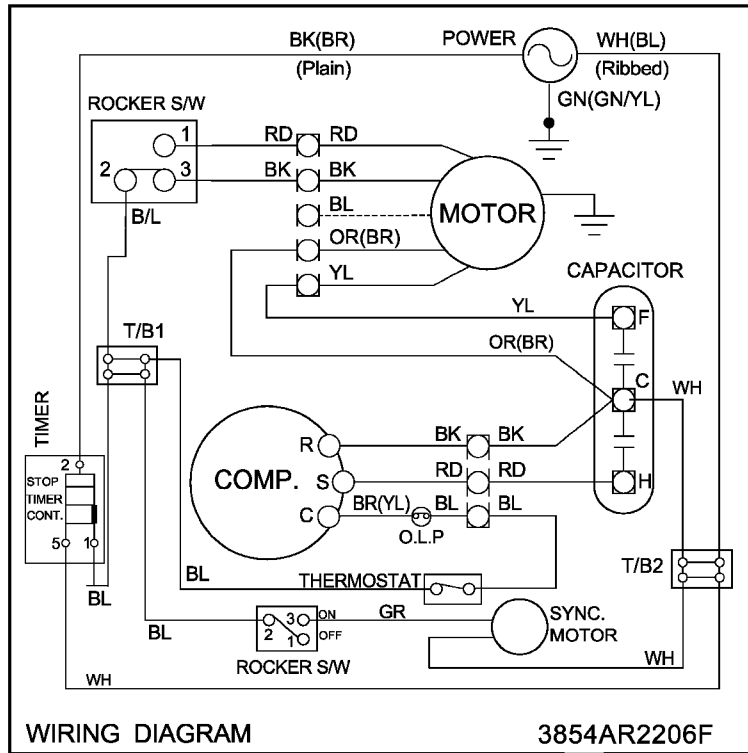 BK(BR)
(Plain)
POWER
WH(BL)
(Ribbed)
GN(GN/YL)
ROCKER S/W
1
2
3
B/L
RD RD
BK BK
BL
OR(BR)
YL
MOTOR
CAPACITOR
YL
F
OR(BR)
C
WH
H
T/B1
TIMER
2
STOP
TIMER
CONT.
5
1
BL
COMP.
R
S
C
BK BK
RD RD
BR(YL) BL BL
O.L.P
BL
THERMOSTAT
T/B2
BL
2
3
1
ON
OFF
ROCKER S/W
GR
SYNC.
MOTOR
WH
WH
WIRING DIAGRAM
3854AR2206F